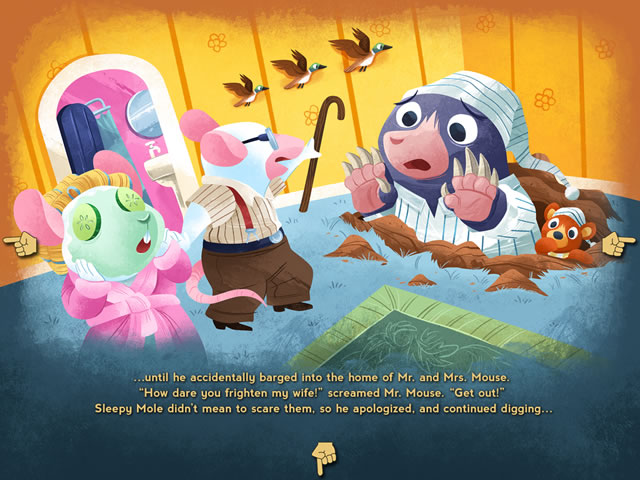 ...until he accidentally barged into the home of Mr. and Mrs. Mouse.
"How dare you frighten my wife!" screamed Mr. Mouse. "Get out!"
Sleepy Mole didn't mean to scare them, so he apologized, and continued digging...